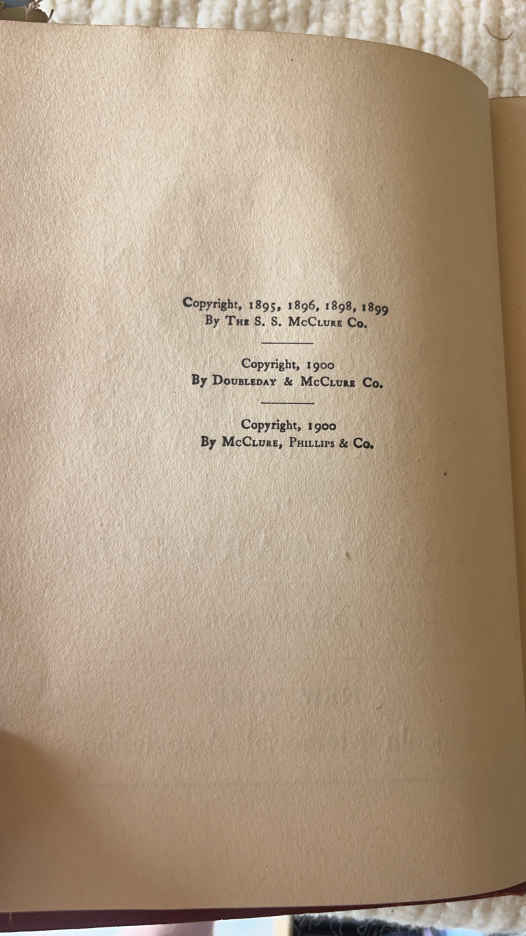 Copyright, 1895, 1896, 1898, 1899
By The S. S. McClure Co.
Copyright, 1900
By Doubleday & McClure Co.
Copyright, 1900
By McClure, Phillips & Co.